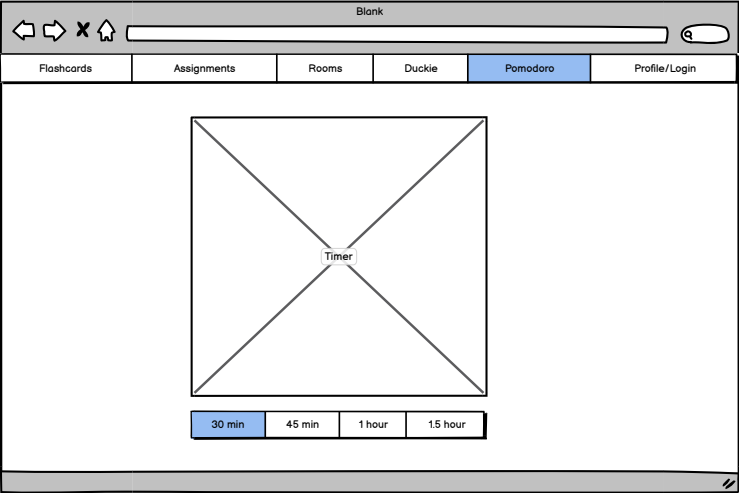 Blank
Flashcards Assignments Rooms Duckie Pomodoro Profile/Login
Timer
30 min 45 min 1 hour 1.5 hour